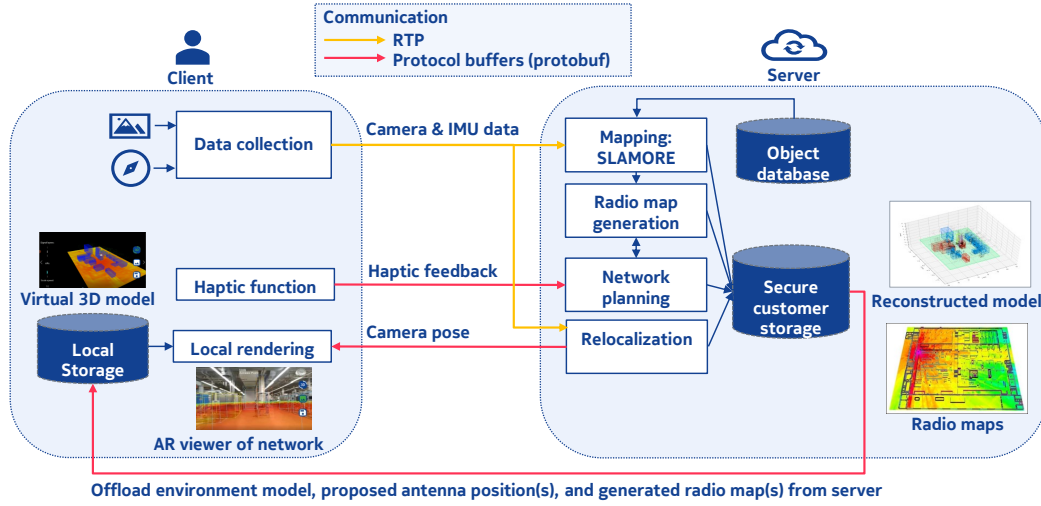 Communication
RTP
Protocol buffers (protobuf)
Client
Server
Data collection
Camera & IMU data
Mapping:
SLAMORE
Object
database
Radio map
generation
Haptic function
Haptic feedback
Network
planning
Secure
customer
storage
Virtual 3D model
Reconstructed model
Local
Storage
Local rendering
Camera pose
Relocalization
AR viewer of network
Radio maps
Offload environment model, proposed antenna position(s), and generated radio map(s) from server